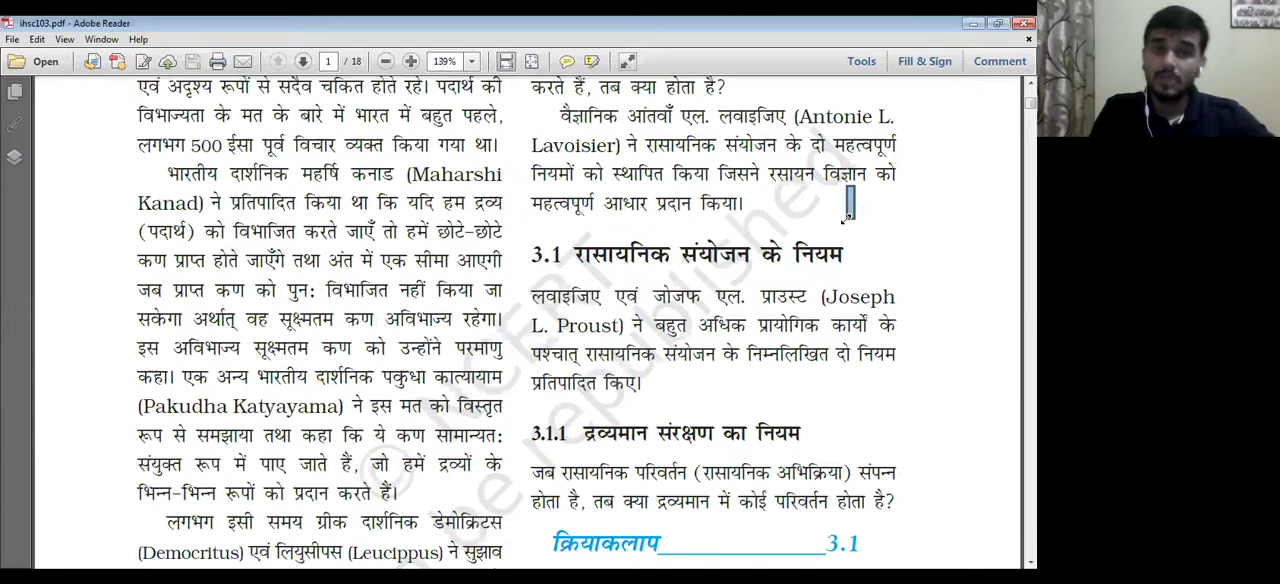 ihsc103.pdf - Adobe Reader
File Edit View Window Help
Open 1 / 18 139% Tools Fill & Sign Comment
एवं अदृश्य रूपों से सदैव चकित होते रहे। पदार्थ की
विभाज्यता के मत के बारे में भारत में बहुत पहले,
लगभग 500 ईसा पूर्व विचार व्यक्त किया गया था।
भारतीय दार्शनिक महर्षि कनाड (Maharshi
Kanad) ने प्रतिपादित किया था कि यदि हम द्रव्य
(पदार्थ) को विभाजित करते जाएँ तो हमें छोटे-छोटे
कण प्राप्त होते जाएँगे तथा अंत में एक सीमा आएगी
जब प्राप्त कण को पुन: विभाजित नहीं किया जा
सकेगा अर्थात् वह सूक्ष्मतम कण अविभाज्य रहेगा।
इस अविभाज्य सूक्ष्मतम कण को उन्होंने परमाणु
कहा। एक अन्य भारतीय दार्शनिक पकुधा कात्यायाम
(Pakudha Katyayama) ने इस मत को विस्तृत
रूप से समझाया तथा कहा कि ये कण सामान्यत:
संयुक्त रूप में पाए जाते हैं, जो हमें द्रव्यों के
भिन्न-भिन्न रूपों को प्रदान करते हैं।
लगभग इसी समय ग्रीक दार्शनिक डेमोक्रिटस
(Democritus) एवं लियुसीपस (Leucippus) ने सुझाव
करते हैं, तब क्या होता है?
वैज्ञानिक आंतवाँ एल. लवाइजिए (Antonie L.
Lavoisier) ने रासायनिक संयोजन के दो महत्वपूर्ण
नियमों को स्थापित किया जिसने रसायन विज्ञान को
महत्वपूर्ण आधार प्रदान किया।
3.1 रासायनिक संयोजन के नियम
लवाइजिए एवं जोजफ एल. प्राउस्ट (Joseph
L. Proust) ने बहुत अधिक प्रायोगिक कार्यों के
पश्चात् रासायनिक संयोजन के निम्नलिखित दो नियम
प्रतिपादित किए।
3.1.1 द्रव्यमान संरक्षण का नियम
जब रासायनिक परिवर्तन (रासायनिक अभिक्रिया) संपन्न
होता है, तब क्या द्रव्यमान में कोई परिवर्तन होता है?
क्रियाकलाप 3.1
© NCERT
be republished